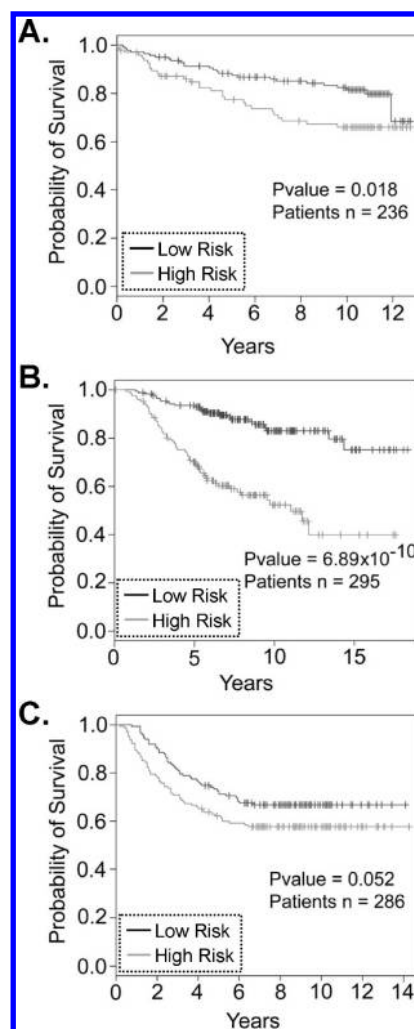 A.
Probability of Survival
1.0
0.8
0.6
0.4
0.2
0.0
Pvalue = 0.018
Patients n = 236
Low Risk
High Risk
0 2 4 6 8 10 12
Years
B.
Probability of Survival
1.0
0.8
0.6
0.4
0.2
0.0
Pvalue = 6.89x10⁻¹⁰
Patients n = 295
Low Risk
High Risk
0 5 10 15
Years
C.
Probability of Survival
1.0
0.8
0.6
0.4
0.2
0.0
Pvalue = 0.052
Patients n = 286
Low Risk
High Risk
0 2 4 6 8 10 12 14
Years